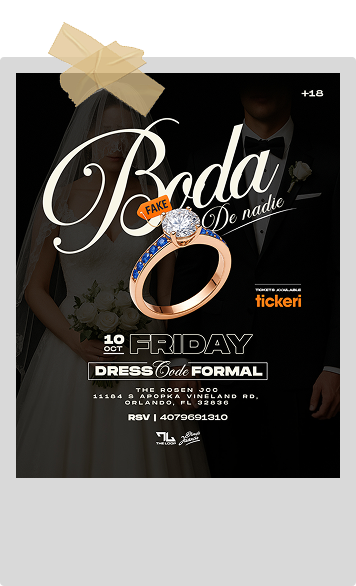 +18
Boda
FAKE
De nadie
TICKETS AVAILABLE
tickeri
10
OCT
FRIDAY
DRESS Code FORMAL
THE ROSEN JCC
11184 S APOPKA VINELAND RD,
ORLANDO, FL 32836
RSV | 4079691310
THE LOOP